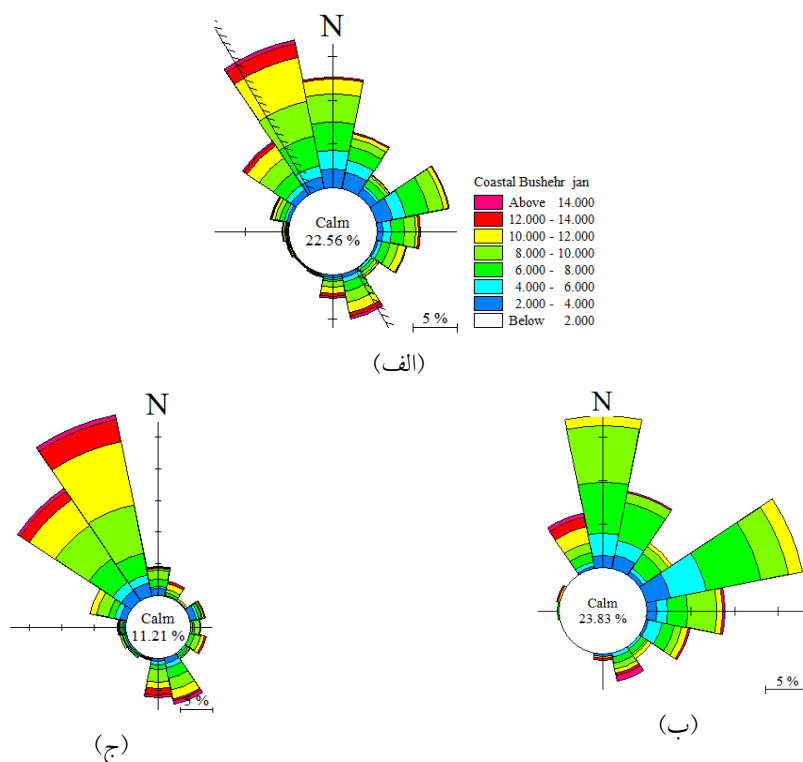 N
Calm
22.56 %
5 %
Coastal Bushehr jan
Above 14.000
12.000 - 14.000
10.000 - 12.000
8.000 - 10.000
6.000 - 8.000
4.000 - 6.000
2.000 - 4.000
Below 2.000
(الف)
N
Calm
11.21 %
5 %
(ج)
N
Calm
23.83 %
5 %
(ب)